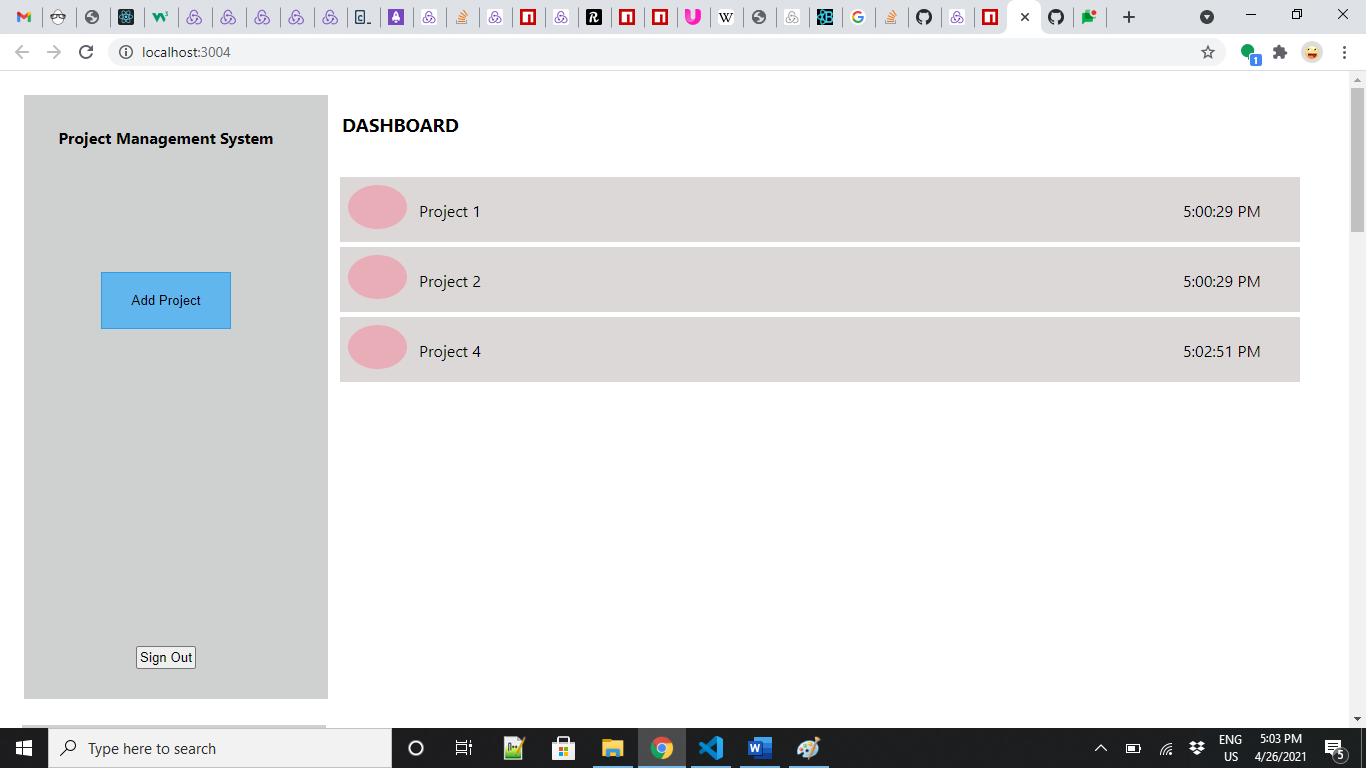 localhost:3004
Project Management System
DASHBOARD
Project 1 5:00:29 PM
Project 2 5:00:29 PM
Add Project
Project 4 5:02:51 PM
Sign Out
Type here to search
ENG
US
5:03 PM
4/26/2021
5
1